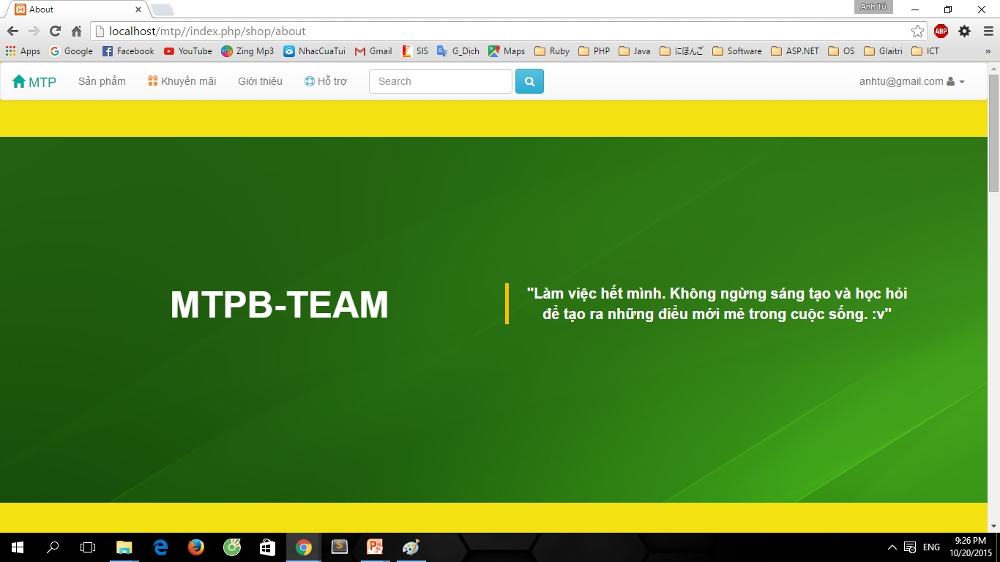 About
Anh Tú
localhost/mtp//index.php/shop/about
ABP
Apps Google Facebook YouTube Zing Mp3 NhacCuaTui Gmail SIS G_Dịch Maps Ruby PHP Java にほんご Software ASP.NET OS GIaitri ICT »
MTP Sản phẩm Khuyến mãi Giới thiệu Hỗ trợ Search anhtu@gmail.com
MTPB-TEAM
"Làm việc hết mình. Không ngừng sáng tạo và học hỏi
để tạo ra những điều mới mẻ trong cuộc sống. :v"
ENG
9:26 PM
10/20/2015